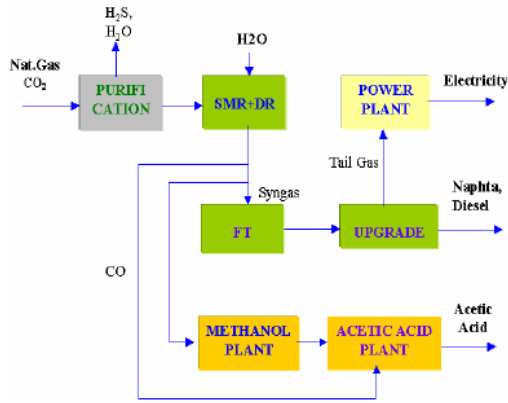 H₂S,
H₂O
H2O
Nat.Gas
CO₂
PURIFI
CATION
SMR+DR
POWER
PLANT
Electricity
Tail Gas
Syngas
Naphta,
Diesel
FT
UPGRADE
CO
Acetic
Acid
METHANOL
PLANT
ACETIC ACID
PLANT